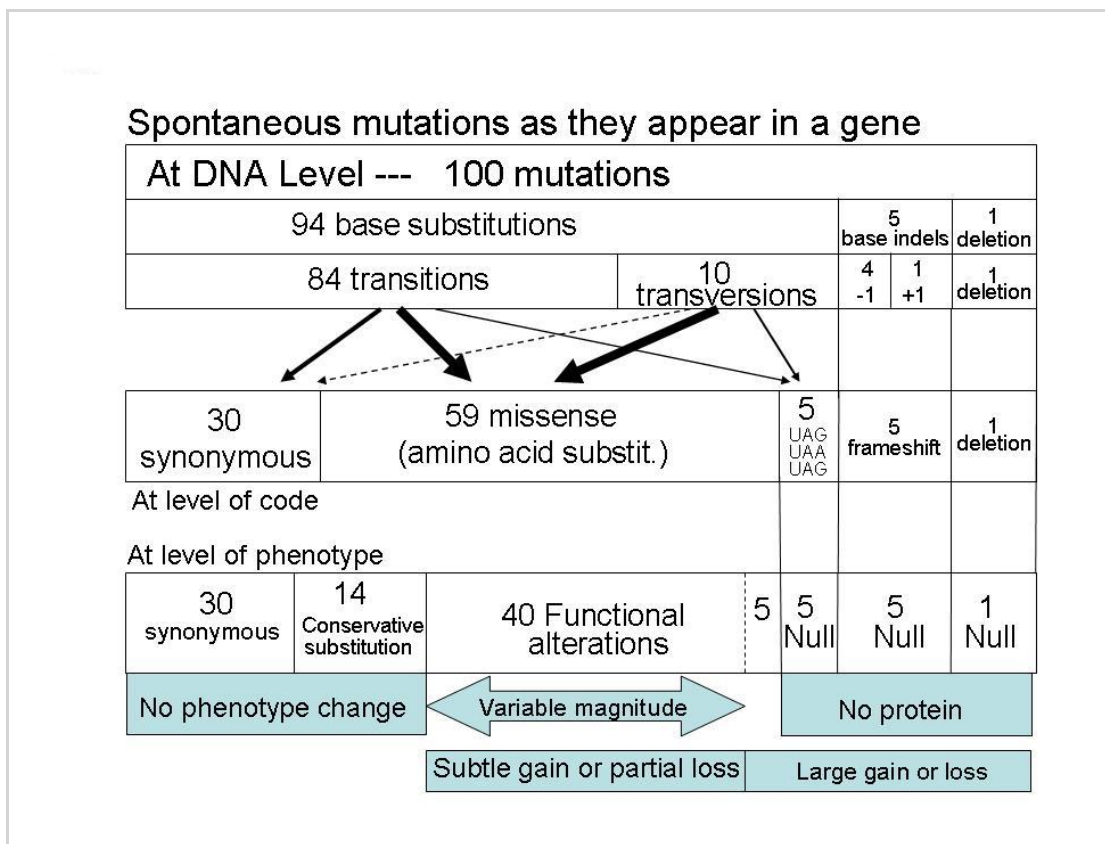 Spontaneous mutations as they appear in a gene
At DNA Level --- 100 mutations
94 base substitutions
5
base indels
1
deletion
84 transitions
10
transversions
4
-1
1
+1
1
deletion
30
synonymous
59 missense
(amino acid substit.)
5
UAG
UAA
UAG
5
frameshift
1
deletion
At level of code
At level of phenotype
30
synonymous
14
Conservative
substitution
40 Functional
alterations
5
5
Null
5
Null
1
Null
No phenotype change
Variable magnitude
No protein
Subtle gain or partial loss
Large gain or loss